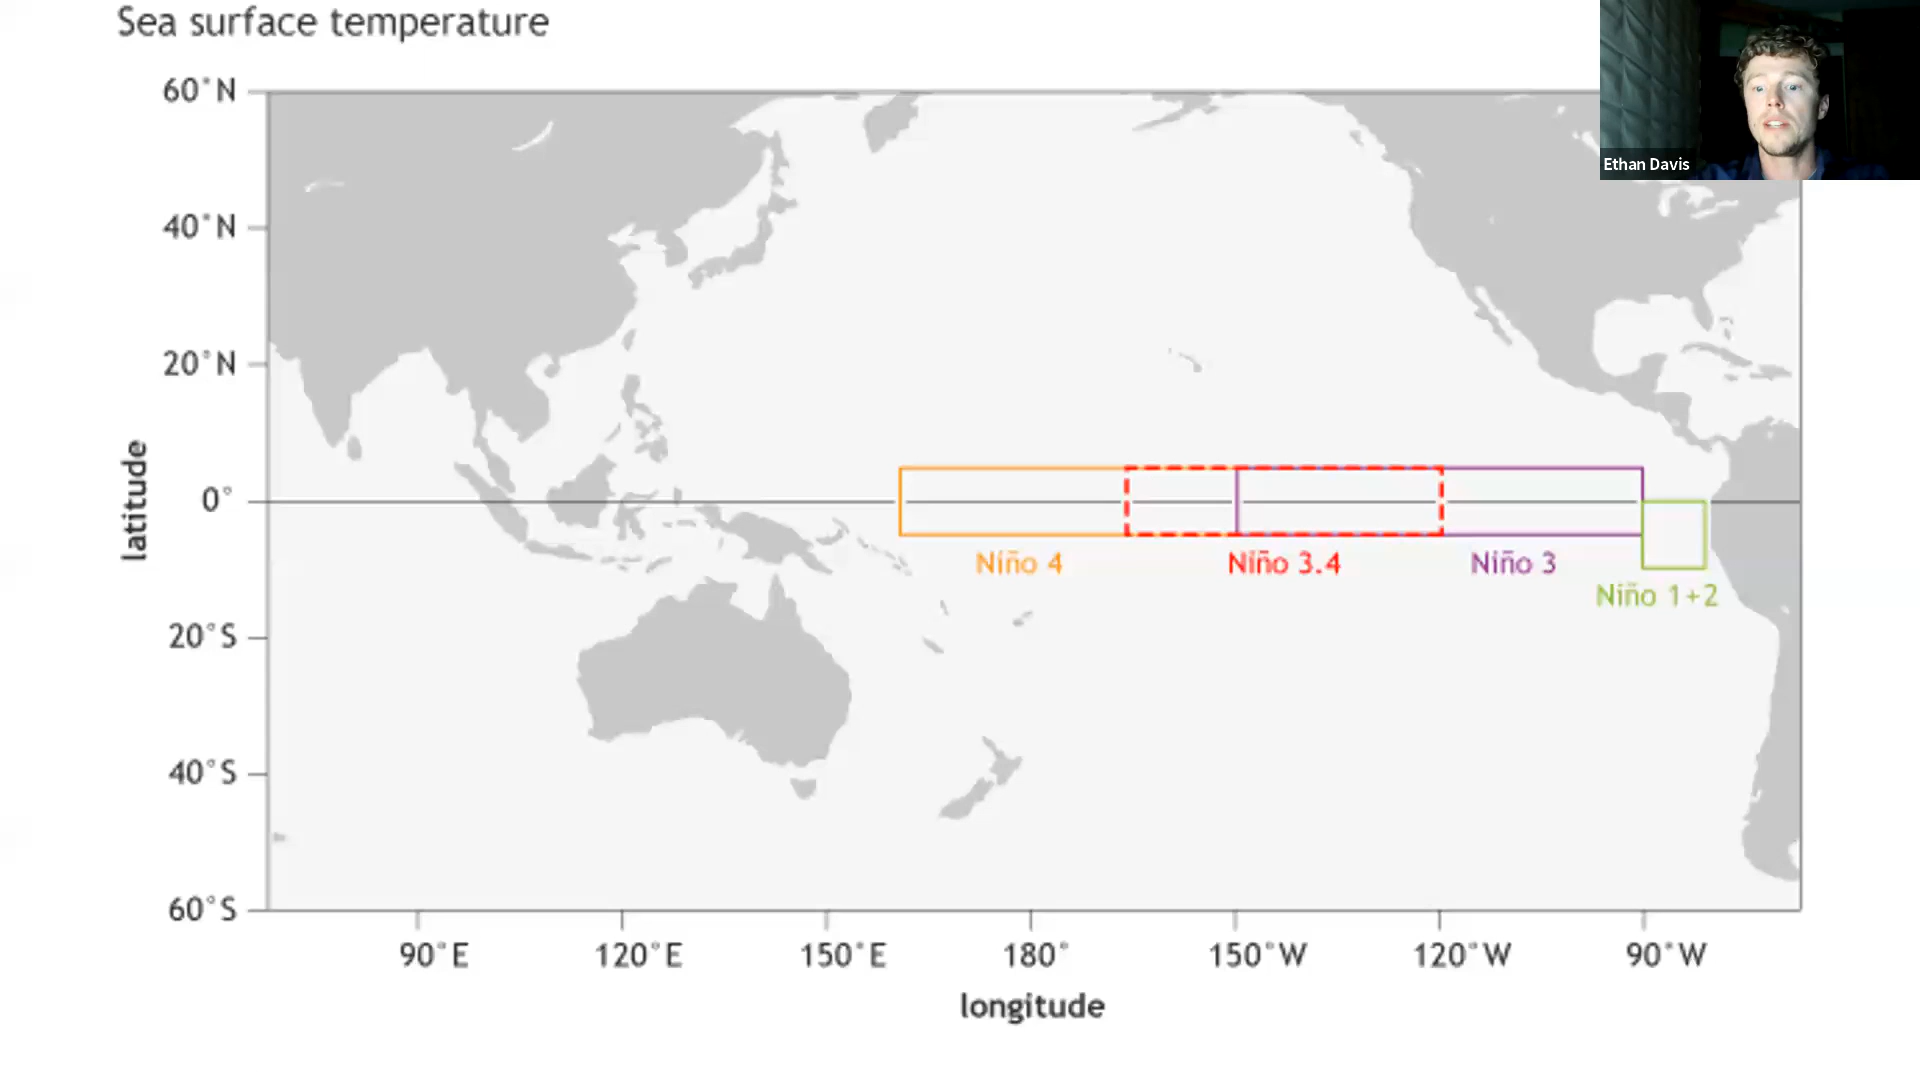 Sea surface temperature
Ethan Davis
60°N
40°N
20°N
0°
20°S
40°S
60°S
latitude
Niño 4
Niño 3.4
Niño 3
Niño 1+2
90°E
120°E
150°E
180°
150°W
120°W
90°W
longitude